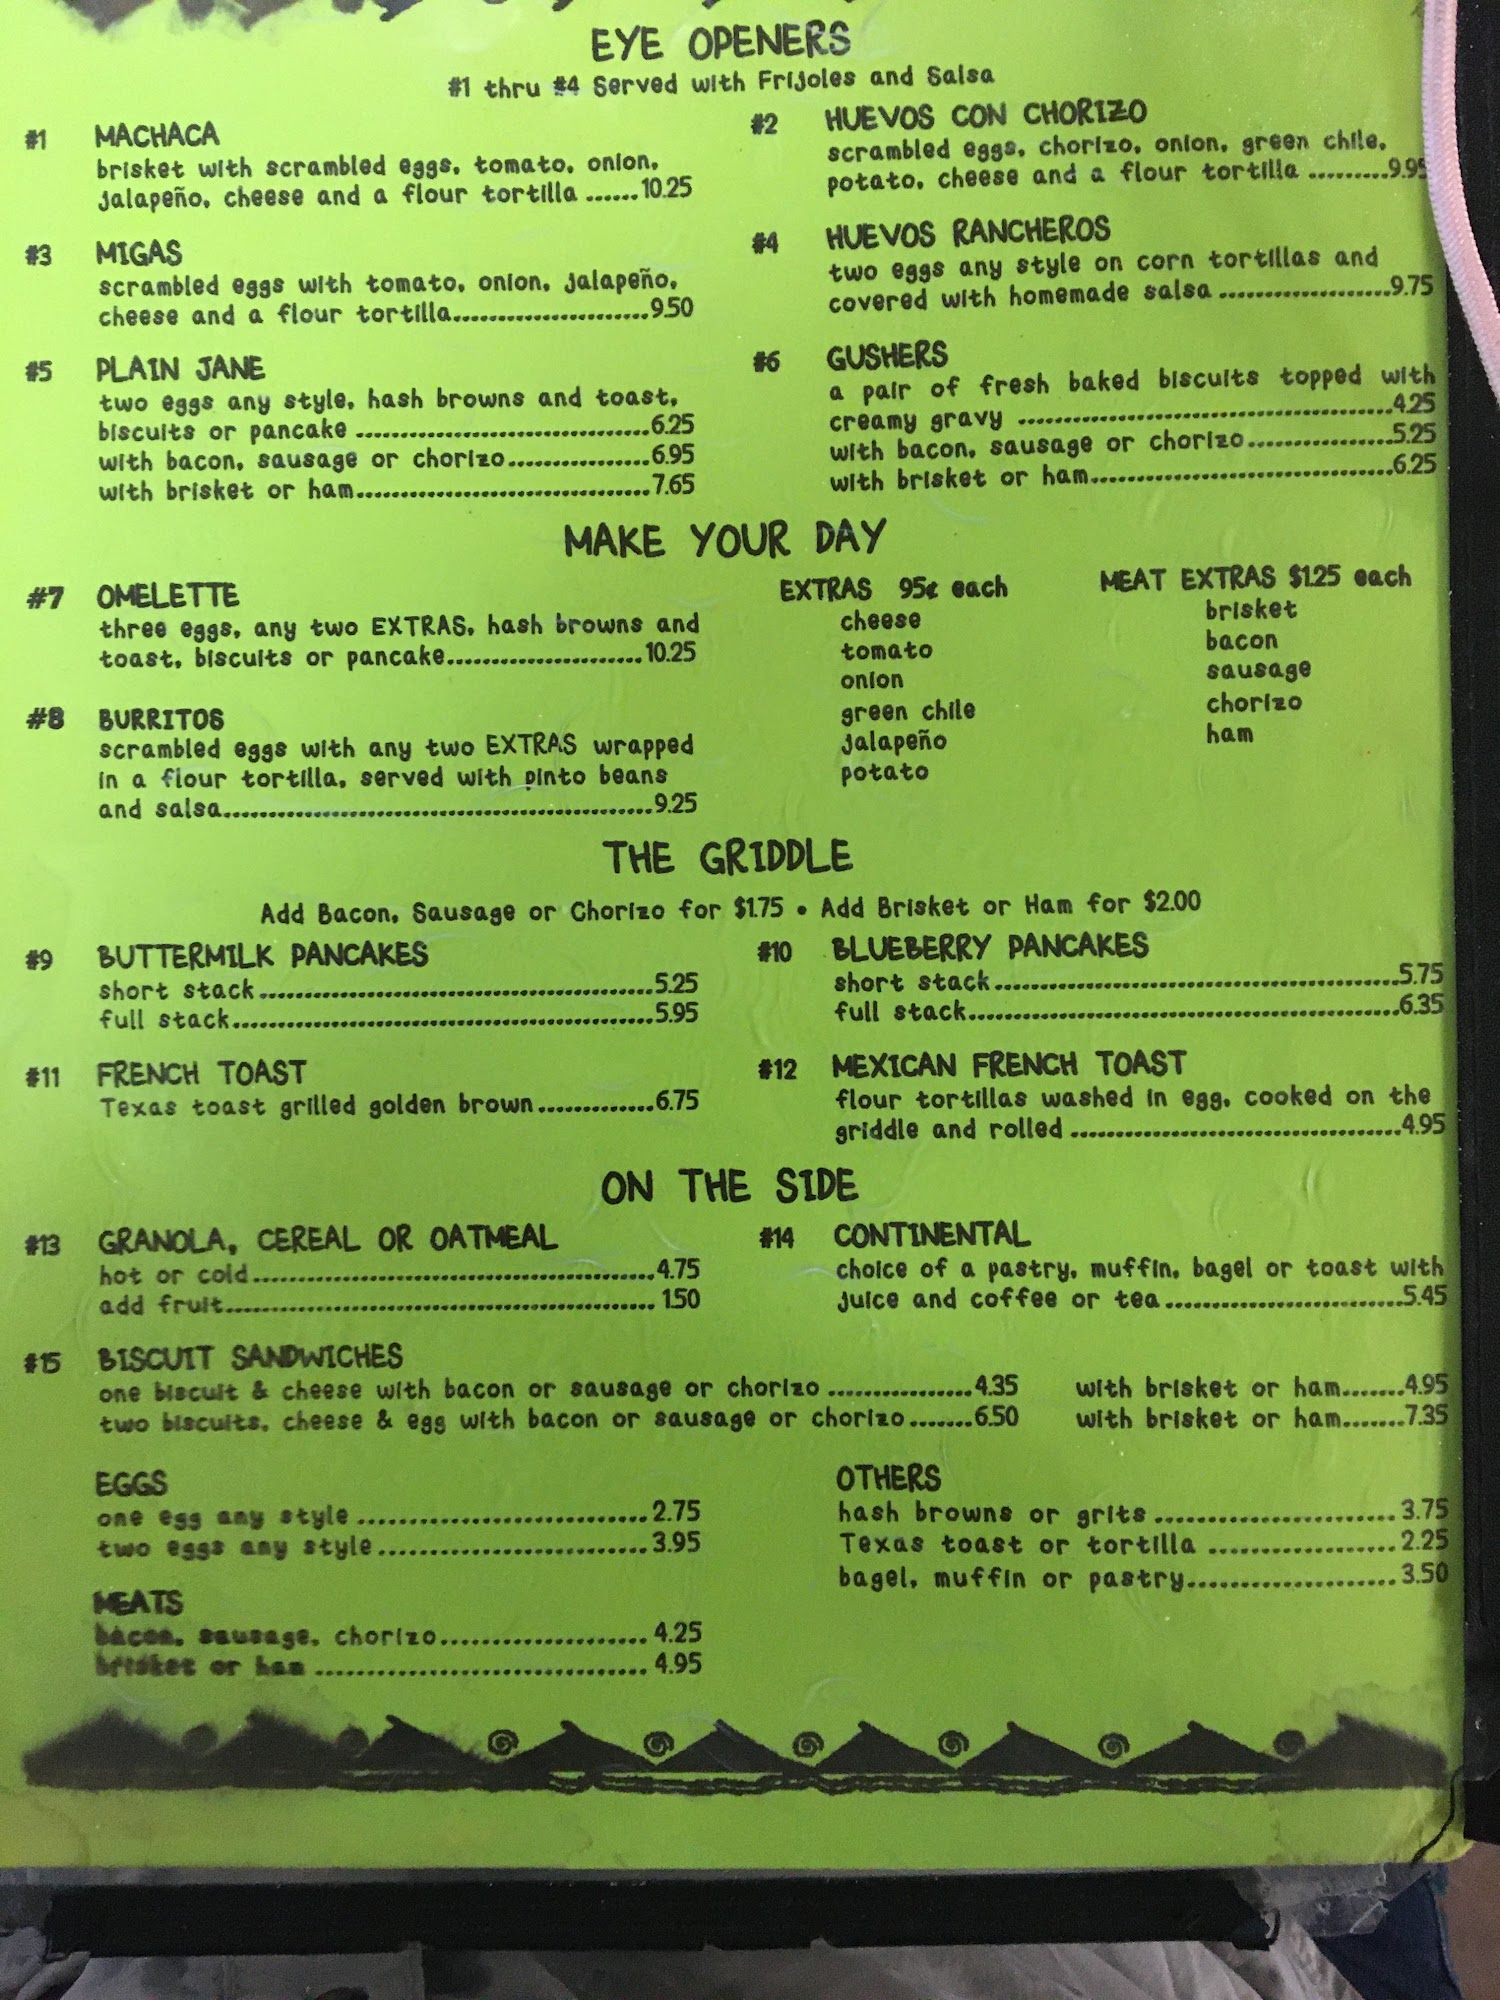 EYE OPENERS
#1 thru #4 Served with Frijoles and Salsa
#1 MACHACA
brisket with scrambled eggs, tomato, onion,
jalapeño, cheese and a flour tortilla ......10.25
#2 HUEVOS CON CHORIZO
scrambled eggs, chorizo, onion, green chile,
potato, cheese and a flour tortilla .........9.95
#3 MIGAS
scrambled eggs with tomato, onion, jalapeño,
cheese and a flour tortilla......................9.50
#4 HUEVOS RANCHEROS
two eggs any style on corn tortillas and
covered with homemade salsa ...................9.75
#5 PLAIN JANE
two eggs any style, hash browns and toast,
biscuits or pancake .................................6.25
with bacon, sausage or chorizo................6.95
with brisket or ham.................................7.65
#6 GUSHERS
a pair of fresh baked biscuits topped with
creamy gravy ..........................................4.25
with bacon, sausage or chorizo................5.25
with brisket or ham..................................6.25
MAKE YOUR DAY
#7 OMELETTE
three eggs, any two EXTRAS, hash browns and
toast, biscuits or pancake......................10.25
#8 BURRITOS
scrambled eggs with any two EXTRAS wrapped
in a flour tortilla, served with pinto beans
and salsa................................................9.25
EXTRAS 95¢ each
cheese
tomato
onion
green chile
jalapeño
potato
MEAT EXTRAS $1.25 each
brisket
bacon
sausage
chorizo
ham
THE GRIDDLE
Add Bacon, Sausage or Chorizo for $1.75 • Add Brisket or Ham for $2.00
#9 BUTTERMILK PANCAKES
short stack............................................5.25
full stack...............................................5.95
#10 BLUEBERRY PANCAKES
short stack.............................................5.75
full stack................................................6.35
#11 FRENCH TOAST
Texas toast grilled golden brown.............6.75
#12 MEXICAN FRENCH TOAST
flour tortillas washed in egg, cooked on the
griddle and rolled .....................................4.95
ON THE SIDE
#13 GRANOLA, CEREAL OR OATMEAL
hot or cold.............................................4.75
add fruit................................................ 1.50
#14 CONTINENTAL
choice of a pastry, muffin, bagel or toast with
juice and coffee or tea...........................5.45
#15 BISCUIT SANDWICHES
one biscuit & cheese with bacon or sausage or chorizo ................4.35 with brisket or ham.......4.95
two biscuits, cheese & egg with bacon or sausage or chorizo.......6.50 with brisket or ham.......7.35
EGGS
one egg any style ................................2.75
two eggs any style..............................3.95
MEATS
bacon, sausage, chorizo....................... 4.25
brisket or ham ..................................... 4.95
OTHERS
hash browns or grits ........................... 3.75
Texas toast or tortilla ..................... 2.25
bagel, muffin or pastry....................... 3.50